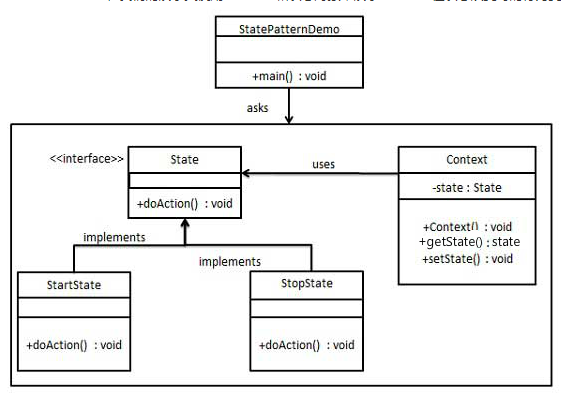 StatePatternDemo
+main() : void
asks
<<interface>>
State
+doAction() : void
uses
Context
-state : State
+Context() : void
+getState() : state
+setState() : void
implements
implements
StartState
+doAction() : void
StopState
+doAction() : void